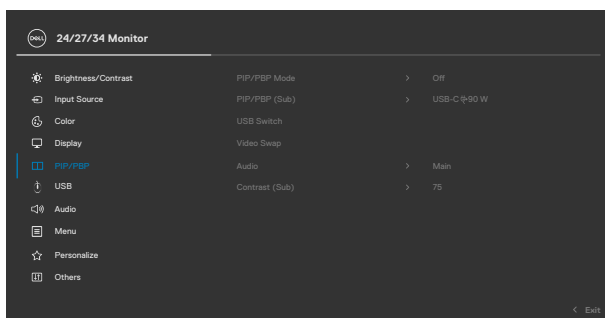 DELL 24/27/34 Monitor
Brightness/Contrast PIP/PBP Mode > Off
Input Source PIP/PBP (Sub) > USB-C 90 W
Color USB Switch
Display Video Swap
PIP/PBP Audio > Main
USB Contrast (Sub) > 75
Audio
Menu
Personalize
Others
< Exit